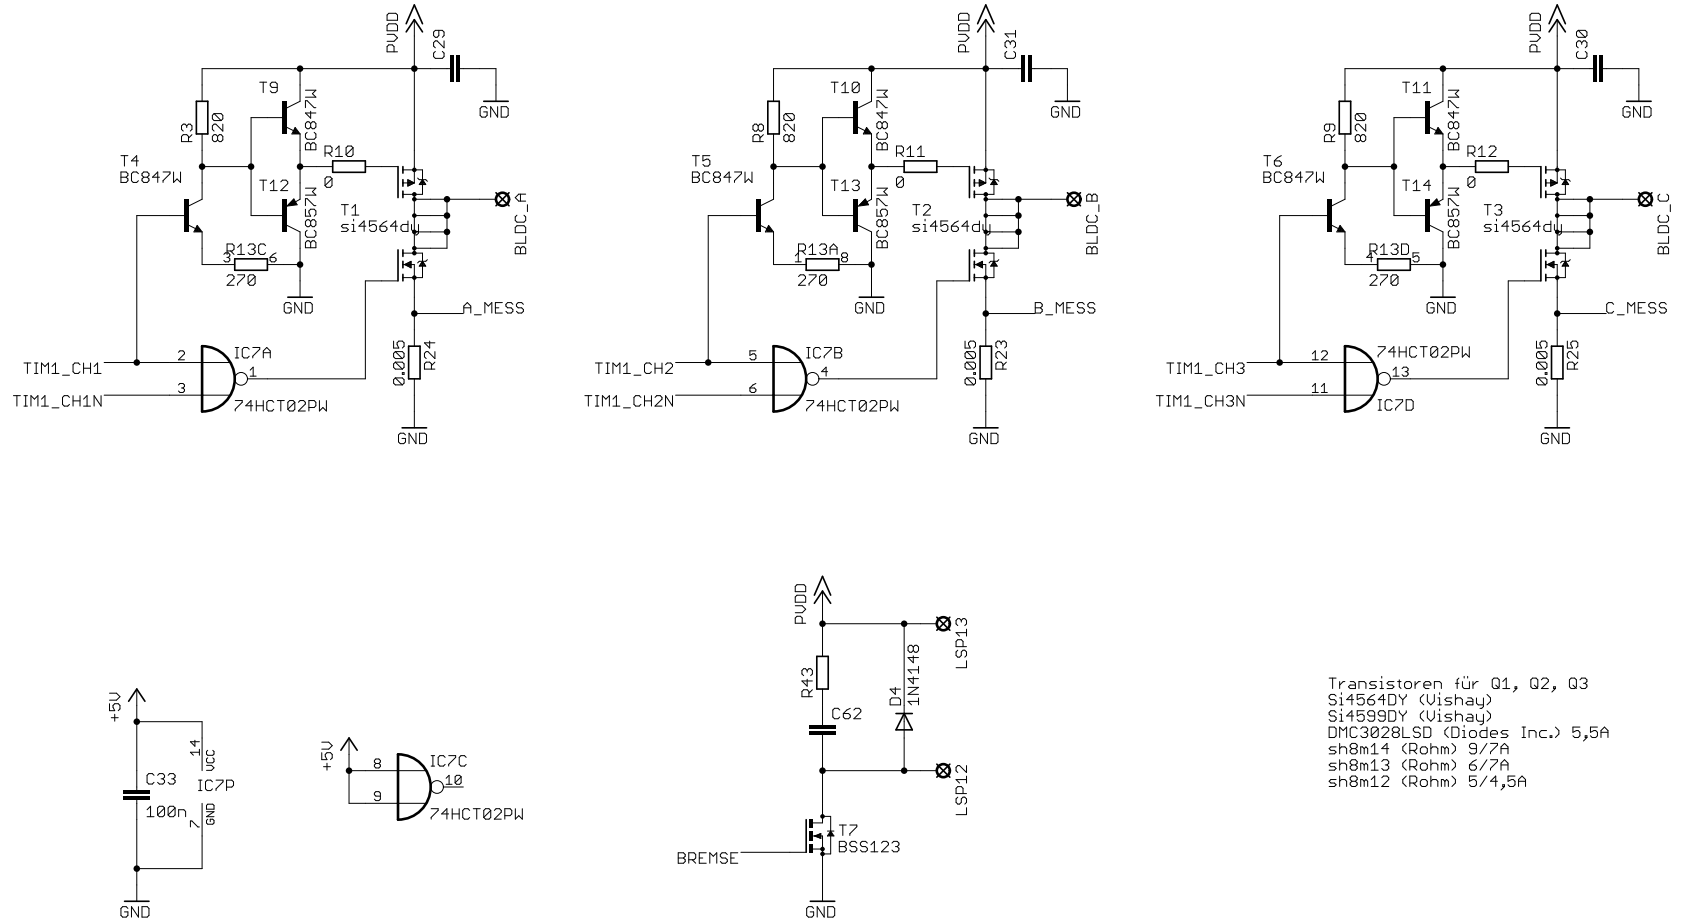 PVDD
C29
T9
BC847W
R3
820
GND
T4
BC847W
R10
0
T12
BC857W
T1
si4564dy
BLDC_A
R13C
3
6
270
GND
A_MESS
TIM1_CH1
2
IC7A
1
0.005
R24
TIM1_CH1N
3
74HCT02PW
GND
PVDD
C31
T10
BC847W
R8
820
GND
T5
BC847W
R11
0
T13
BC857W
T2
si4564dy
BLDC_B
R13A
1
8
270
GND
B_MESS
TIM1_CH2
5
IC7B
4
0.005
R23
TIM1_CH2N
6
74HCT02PW
GND
PVDD
C30
T11
BC847W
R9
820
GND
T6
BC847W
R12
0
T14
BC857W
T3
si4564dy
BLDC_C
R13D
4
5
270
GND
C_MESS
TIM1_CH3
12
74HCT02PW
13
0.005
R25
TIM1_CH3N
11
IC7D
GND
+5V
14
VCC
C33
IC7P
100n
7
GND
GND
+5V
8
IC7C
10
9
74HCT02PW
PVDD
LSP13
R43
D4
1N4148
C62
LSP12
T7
BSS123
BREMSE
GND
Transistoren für Q1, Q2, Q3
Si4564DY (Vishay)
Si4599DY (Vishay)
DMC3028LSD (Diodes Inc.) 5,5A
sh8m14 (Rohm) 9/7A
sh8m13 (Rohm) 6/7A
sh8m12 (Rohm) 5/4,5A